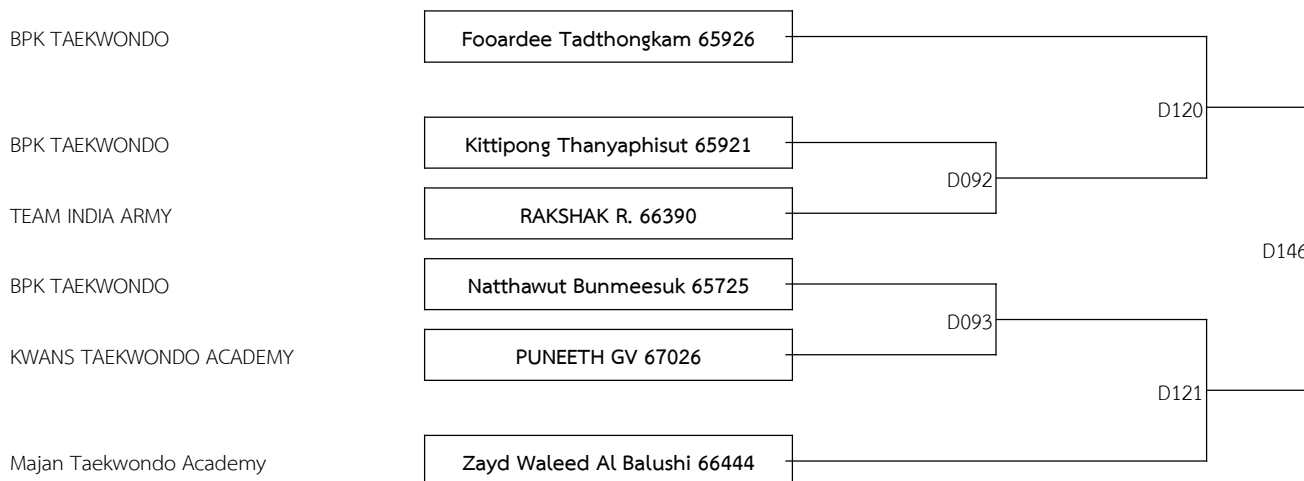 BPK TAEKWONDO Fooardee Tadthongkam 65926
D120
BPK TAEKWONDO Kittipong Thanyaphisut 65921
D092
TEAM INDIA ARMY RAKSHAK R. 66390
D146
BPK TAEKWONDO Natthawut Bunmeesuk 65725
D093
KWANS TAEKWONDO ACADEMY PUNEETH GV 67026
D121
Majan Taekwondo Academy Zayd Waleed Al Balushi 66444